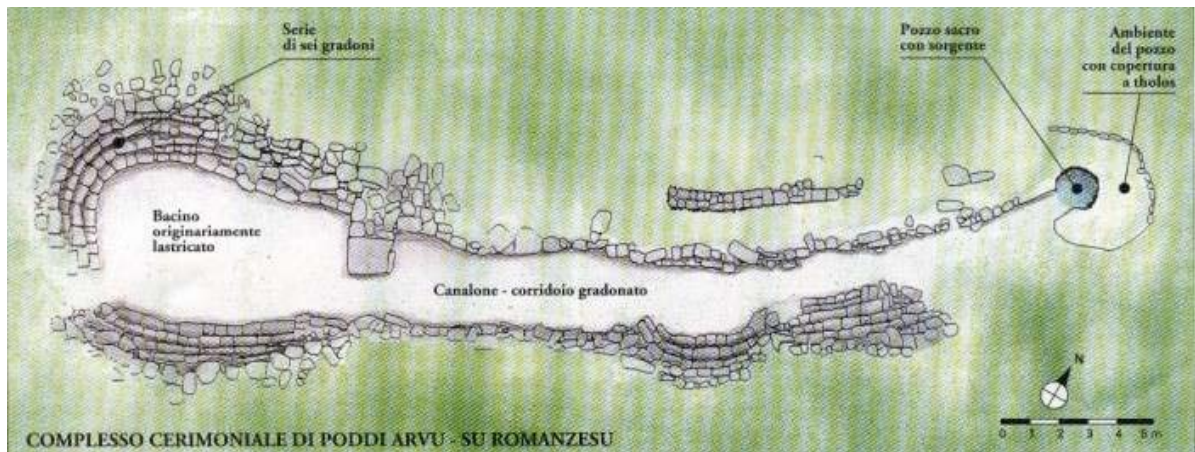 Serie
di sei gradoni
Pozzo sacro
con sorgente
Ambiente
del pozzo
con copertura
a tholos
Bacino
originariamente
lastricato
Canalone - corridoio gradonato
N
COMPLESSO CERIMONIALE DI PODDI ARVU - SU ROMANZESU
0 1 2 3 4 5 m